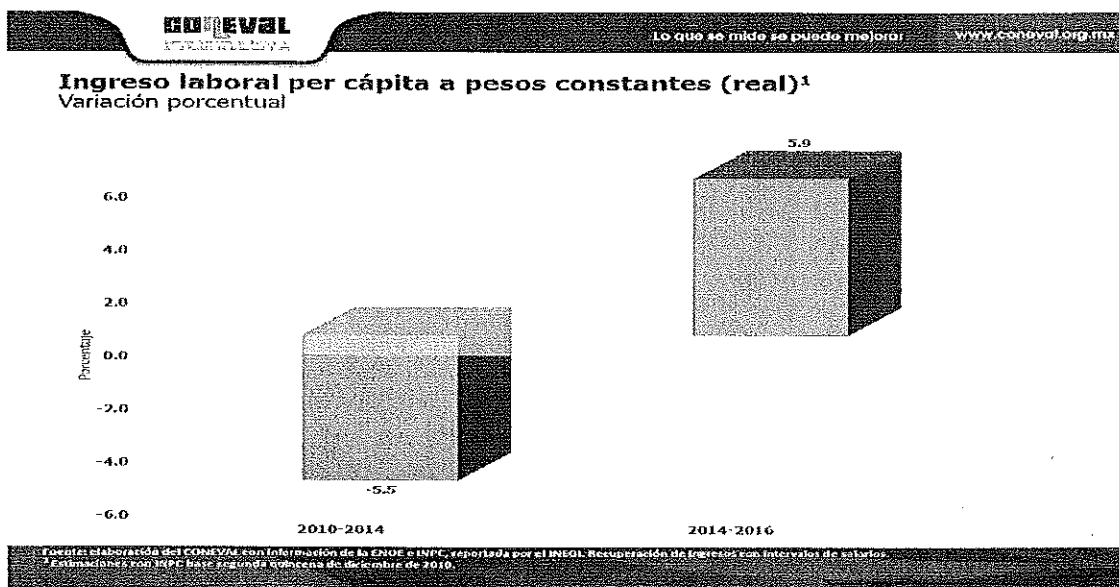 coneval
Lo que se mide se puede mejorar www.coneval.org.mx
Ingreso laboral per cápita a pesos constantes (real)¹
Variación porcentual
5.9
6.0
4.0
2.0
0.0
Porcentaje
-2.0
-4.0
-5.5
-6.0
2010-2014 2014-2016
Fuente: elaboración del CONEVAL con información de la ENOE e INPC, reportada por el INEGI. Recuperación de ingresos con intervalos de salarios.
¹ Estimaciones con INPC base segunda quincena de diciembre de 2010.